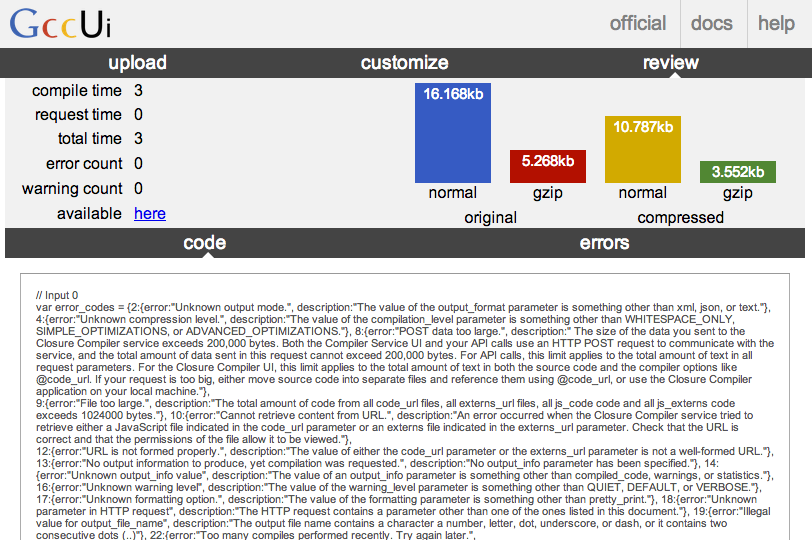 GccUi
official docs help
upload customize review
compile time 3
request time 0
total time 3
error count 0
warning count 0
available here
16.168kb
5.268kb
10.787kb
3.552kb
normal gzip normal gzip
original compressed
code errors
// Input 0
var error_codes = {2:{error:"Unknown output mode.", description:"The value of the output_format parameter is something other than xml, json, or text."},
4:{error:"Unknown compression level.", description:"The value of the compilation_level parameter is something other than WHITESPACE_ONLY,
SIMPLE_OPTIMIZATIONS, or ADVANCED_OPTIMIZATIONS."}, 8:{error:"POST data too large.", description:" The size of the data you sent to the
Closure Compiler service exceeds 200,000 bytes. Both the Compiler Service UI and your API calls use an HTTP POST request to communicate with the
service, and the total amount of data sent in this request cannot exceed 200,000 bytes. For API calls, this limit applies to the total amount of text in all
request parameters. For the Closure Compiler UI, this limit applies to the total amount of text in both the source code and the compiler options like
@code_url. If your request is too big, either move source code into separate files and reference them using @code_url, or use the Closure Compiler
application on your local machine."},
9:{error:"File too large.", description:"The total amount of code from all code_url files, all externs_url files, all js_code code and all js_externs code
exceeds 1024000 bytes."}, 10:{error:"Cannot retrieve content from URL.", description:"An error occurred when the Closure Compiler service tried to
retrieve either a JavaScript file indicated in the code_url parameter or an externs file indicated in the externs_url parameter. Check that the URL is
correct and that the permissions of the file allow it to be viewed."},
12:{error:"URL is not formed properly.", description:"The value of either the code_url parameter or the externs_url parameter is not a well-formed URL."},
13:{error:"No output information to produce, yet compilation was requested.", description:"No output_info parameter has been specified."}, 14:
{error:"Unknown output_info value", description:"The value of an output_info parameter is something other than compiled_code, warnings, or statistics."},
16:{error:"Unknown warning level", description:"The value of the warning_level parameter is something other than QUIET, DEFAULT, or VERBOSE."},
17:{error:"Unknown formatting option.", description:"The value of the formatting parameter is something other than pretty_print."}, 18:{error:"Unknown
parameter in HTTP request", description:"The HTTP request contains a parameter other than one of the ones listed in this document."}, 19:{error:"Illegal
value for output_file_name", description:"The output file name contains a character a number, letter, dot, underscore, or dash, or it contains two
consecutive dots (..)"}, 22:{error:"Too many compiles performed recently. Try again later.",